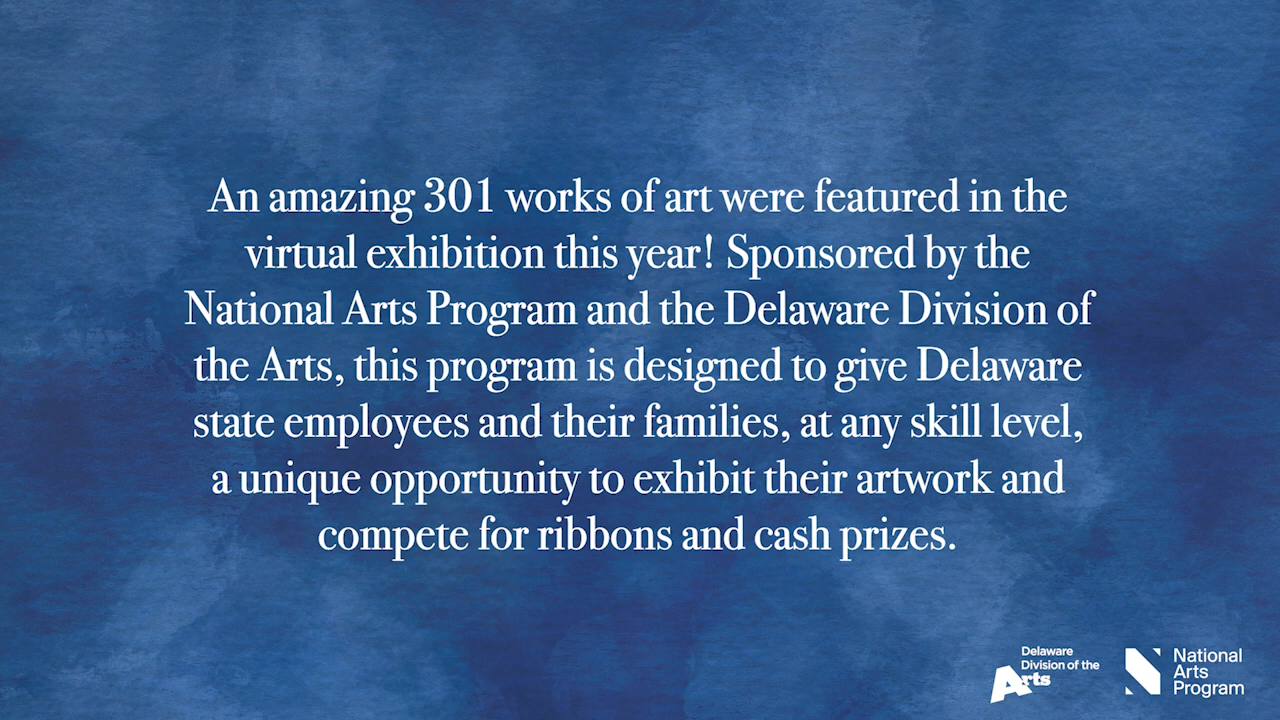 An amazing 301 works of art were featured in the
virtual exhibition this year! Sponsored by the
National Arts Program and the Delaware Division of
the Arts, this program is designed to give Delaware
state employees and their families, at any skill level,
a unique opportunity to exhibit their artwork and
compete for ribbons and cash prizes.
Delaware
Division of the
Arts
National
Arts
Program